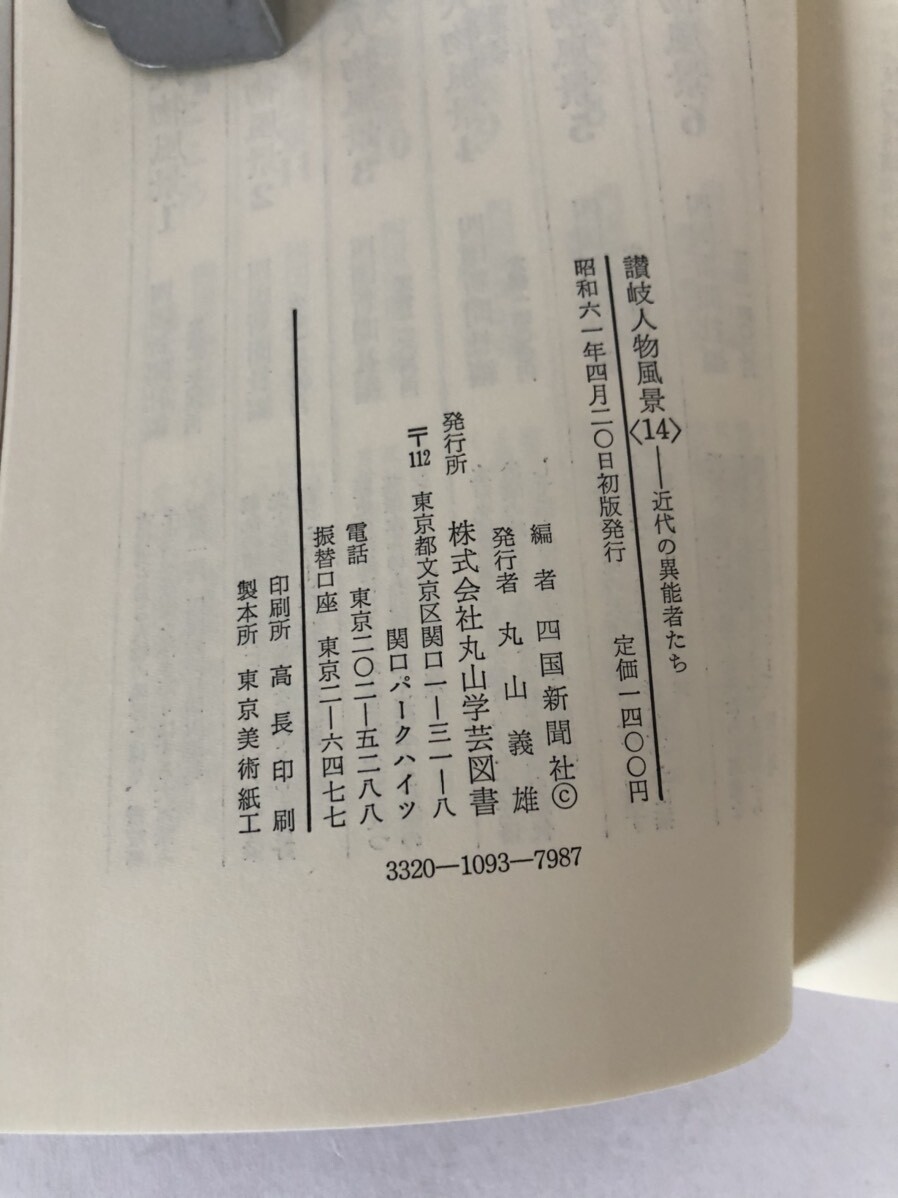 讃岐人物風景〈14〉──近代の異能者たち
昭和六一年四月二〇日初版発行　定価一四〇〇円
編者　四国新聞社©
発行者　丸山義雄
発行所　株式会社丸山学芸図書
〒112　東京都文京区関口一―三一―八
関口パークハイツ
電話　東京二〇二―五二八八
振替口座　東京二―六四七七
印刷所　高長印刷
製本所　東京美術紙工
3320―1093―7987